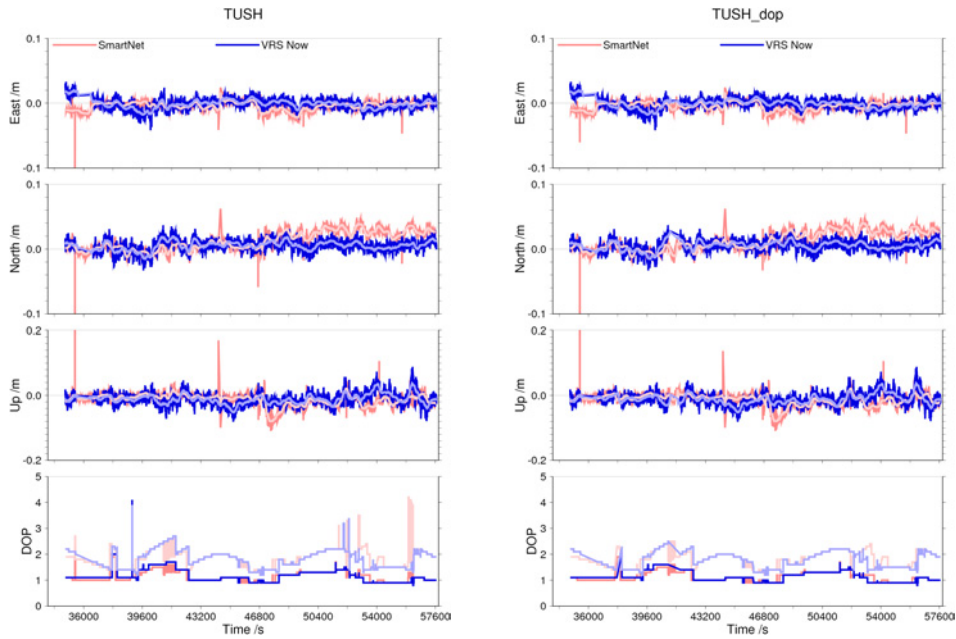 TUSH
TUSH_dop
0.1
SmartNet
VRS Now
East /m
0.0
-0.1
0.1
SmartNet
VRS Now
East /m
0.0
-0.1
0.1
North /m
0.0
-0.1
0.1
North /m
0.0
-0.1
0.2
Up /m
0.0
-0.2
0.2
Up /m
0.0
-0.2
5
4
3
DOP
2
1
0
36000 39600 43200 46800 50400 54000 57600
Time /s
5
4
3
DOP
2
1
0
36000 39600 43200 46800 50400 54000 57600
Time /s